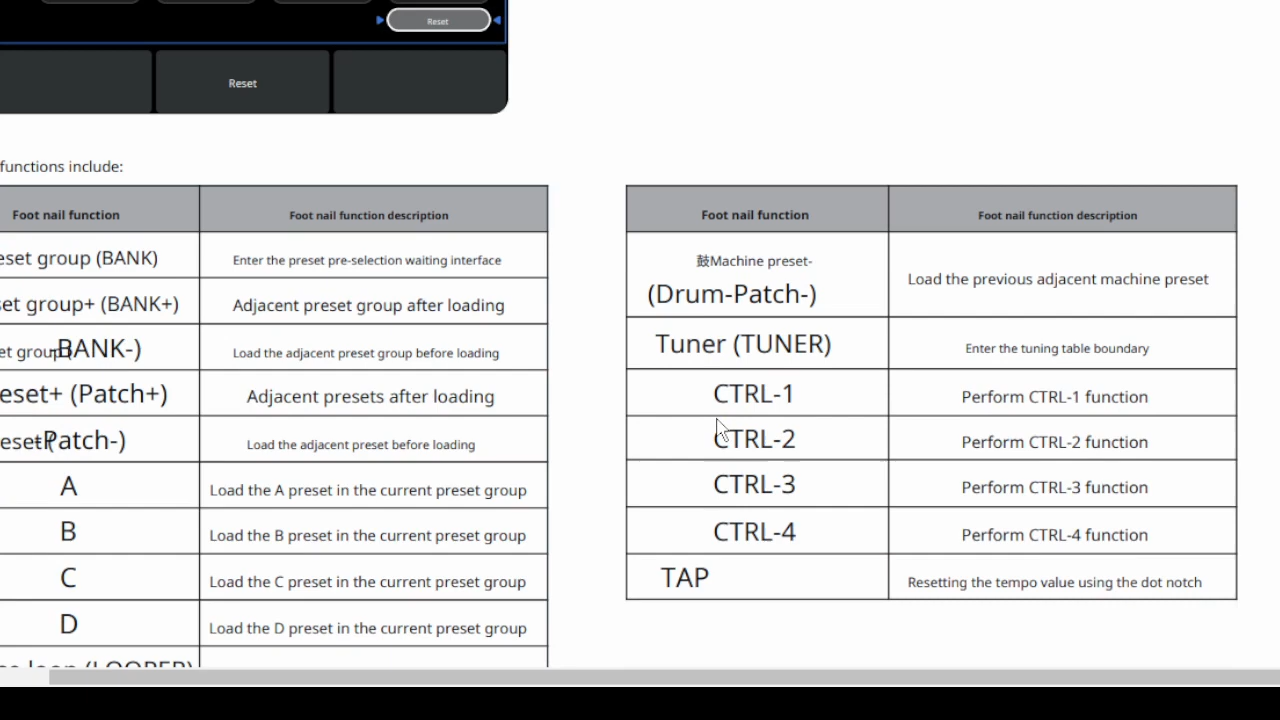 Reset
Reset
functions include:
Foot nail function
Foot nail function description
eset group (BANK)
Enter the preset pre-selection waiting interface
set group+ (BANK+)
Adjacent preset group after loading
BANK-)
Load the adjacent preset group before loading
eset+ (Patch+)
Adjacent presets after loading
Patch-)
Load the adjacent preset before loading
A
Load the A preset in the current preset group
B
Load the B preset in the current preset group
C
Load the C preset in the current preset group
D
Load the D preset in the current preset group
Foot nail function
Foot nail function description
鼓Machine preset-
(Drum-Patch-)
Load the previous adjacent machine preset
Tuner (TUNER)
Enter the tuning table boundary
CTRL-1
Perform CTRL-1 function
CTRL-2
Perform CTRL-2 function
CTRL-3
Perform CTRL-3 function
CTRL-4
Perform CTRL-4 function
TAP
Resetting the tempo value using the dot notch